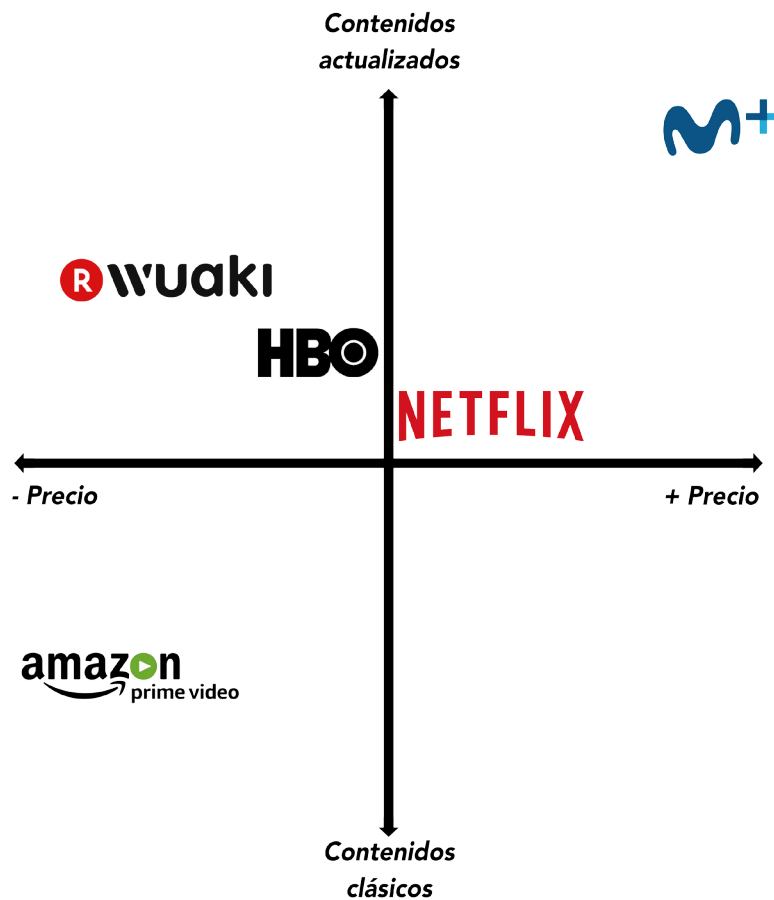 Contenidos
actualizados
M+
R wuaki
HBO
NETFLIX
- Precio
+ Precio
amazon
prime video
Contenidos
clásicos